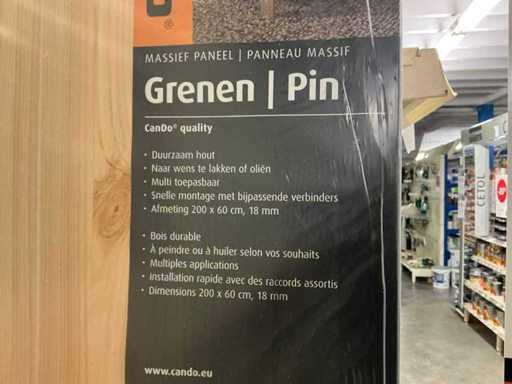 ®
MASSIEF PANEEL | PANNEAU MASSIF
Grenen | Pin
CanDo® quality
• Duurzaam hout
• Naar wens te lakken of oliën
• Multi toepasbaar
• Snelle montage met bijpassende verbinders
• Afmeting 200 x 60 cm, 18 mm
• Bois durable
• À peindre ou à huiler selon vos souhaits
• Multiples applications
• Installation rapide avec des raccords assortis
• Dimensions 200 x 60 cm, 18 mm
www.cando.eu
CETOL